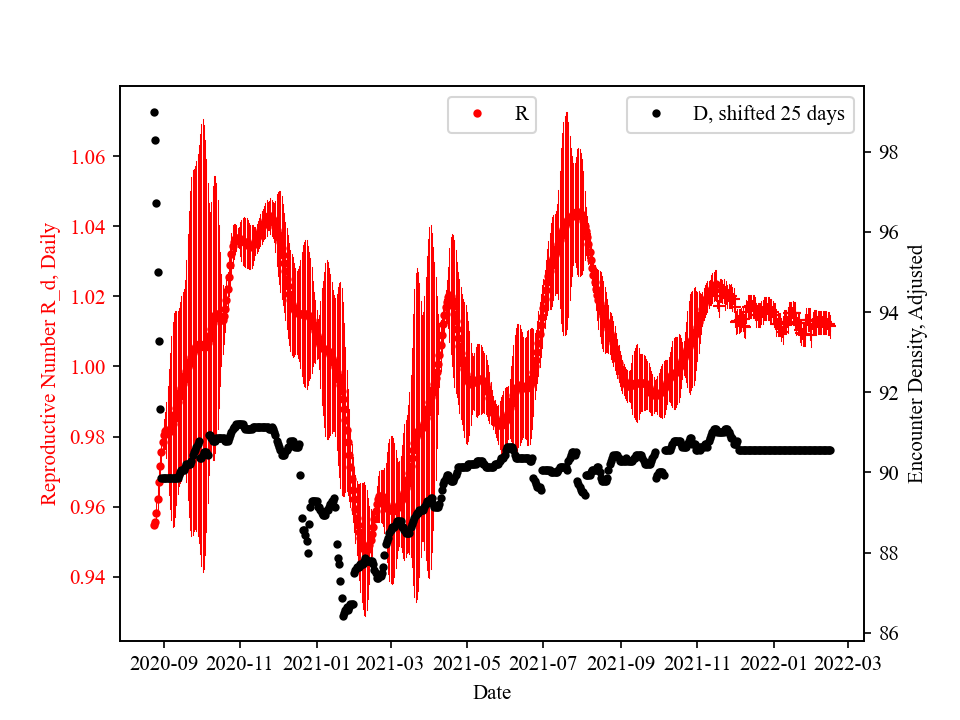 R
D, shifted 25 days
1.06
1.04
1.02
1.00
0.98
0.96
0.94
Reproductive Number R_d, Daily
98
96
94
92
90
88
86
Encounter Density, Adjusted
2020-09 2020-11 2021-01 2021-03 2021-05 2021-07 2021-09 2021-11 2022-01 2022-03
Date